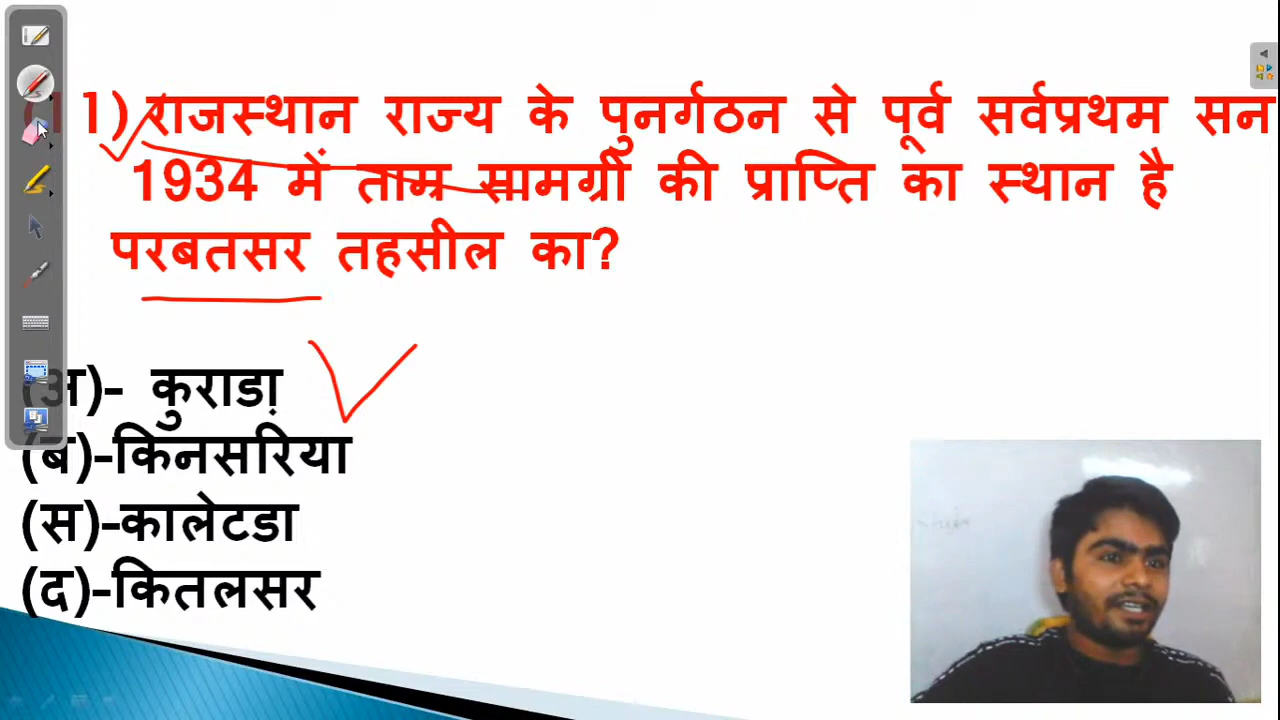 1) राजस्थान राज्य के पुनर्गठन से पूर्व सर्वप्रथम सन
1934 में ताम्र सामग्री की प्राप्ति का स्थान है
परबतसर तहसील का?
(अ)- कुराडा़
(ब)-किनसरिया
(स)-कालेटडा
(द)-कितलसर